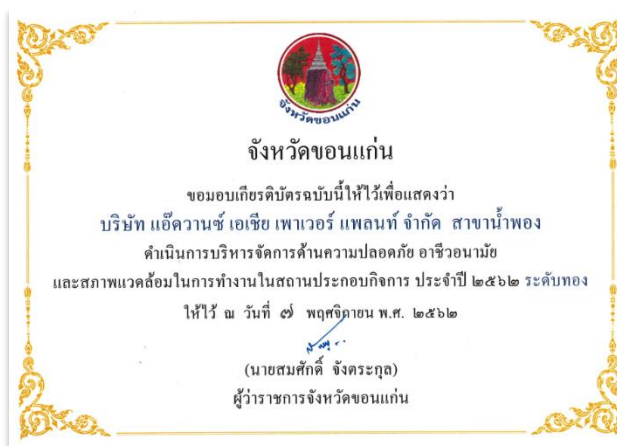 จังหวัดขอนแก่น
จังหวัดขอนแก่น
ขอมอบเกียรติบัตรฉบับนี้ให้ไว้เพื่อแสดงว่า
บริษัท แอ๊ดวานซ์ เอเชีย เพาเวอร์ แพลนท์ จำกัด สาขาน้ำพอง
ดำเนินการบริหารจัดการด้านความปลอดภัย อาชีวอนามัย
และสภาพแวดล้อมในการทำงานในสถานประกอบกิจการ ประจำปี ๒๕๖๒ ระดับทอง
ให้ไว้ ณ วันที่ ๗ พฤศจิกายน พ.ศ. ๒๕๖๒
(นายสมศักดิ์ จังตระกุล)
ผู้ว่าราชการจังหวัดขอนแก่น